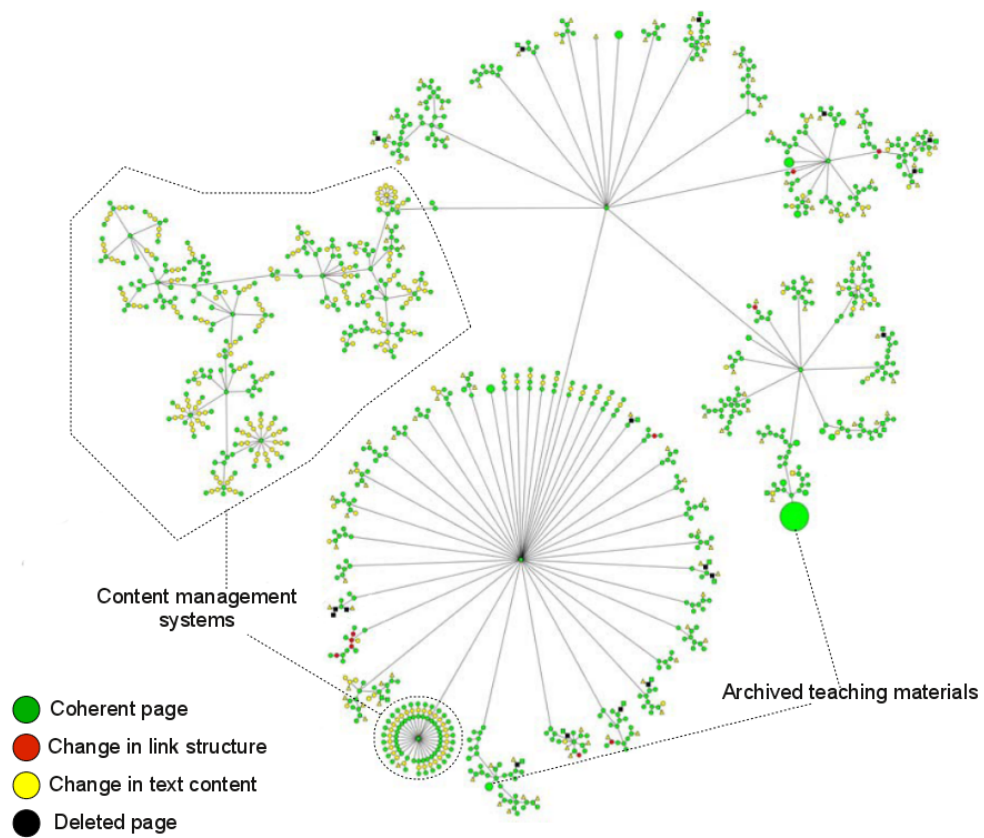 Content management
systems
Archived teaching materials
Coherent page
Change in link structure
Change in text content
Deleted page